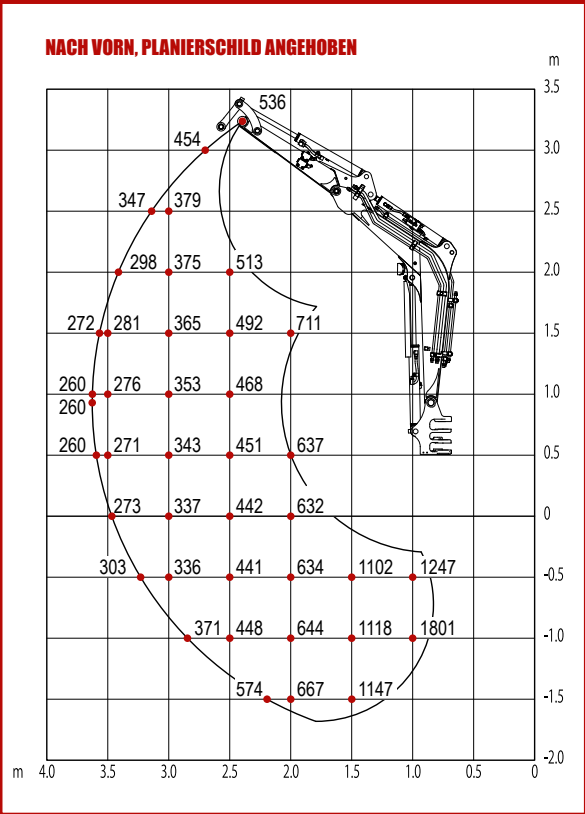 NACH VORN, PLANIERSCHILD ANGEHOBEN
m
3.5
536
454
3.0
347 379
2.5
298 375 513
2.0
272 281 365 492 711
1.5
260 276 353 468
1.0
260
260 271 343 451 637
0.5
273 337 442 632
0
303 336 441 634 1102 1247
-0.5
371 448 644 1118 1801
-1.0
574 667 1147
-1.5
-2.0
m 4.0 3.5 3.0 2.5 2.0 1.5 1.0 0.5 0